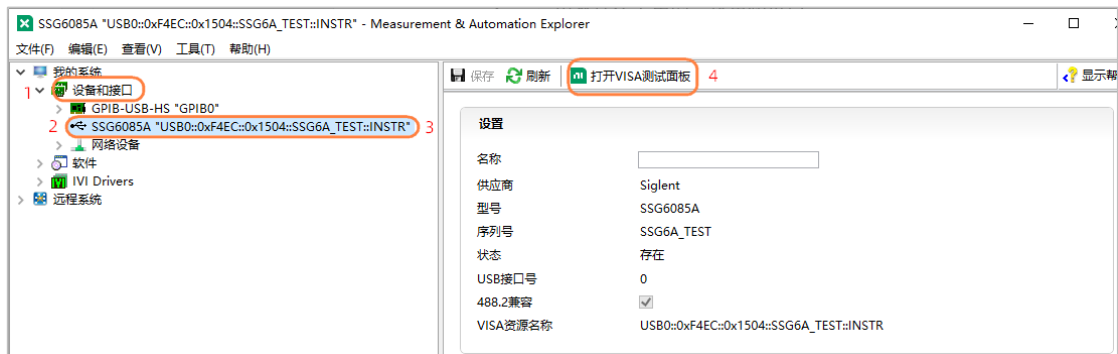 SSG6085A "USB0::0xF4EC::0x1504::SSG6A_TEST::INSTR" - Measurement & Automation Explorer
文件(F) 编辑(E) 查看(V) 工具(T) 帮助(H)
我的系统
1 设备和接口
GPIB-USB-HS "GPIB0"
2 SSG6085A "USB0::0xF4EC::0x1504::SSG6A_TEST::INSTR" 3
网络设备
软件
IVI Drivers
远程系统
保存 刷新 打开VISA测试面板 4 显示帮
设置
名称
供应商 Siglent
型号 SSG6085A
序列号 SSG6A_TEST
状态 存在
USB接口号 0
488.2兼容
VISA资源名称 USB0::0xF4EC::0x1504::SSG6A_TEST::INSTR